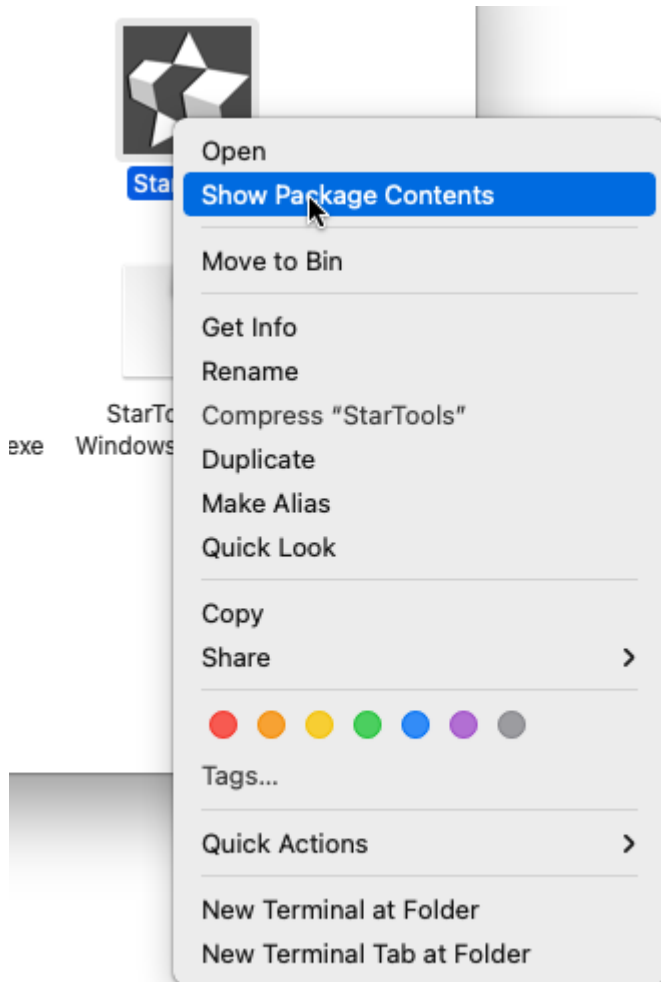 Sta
Open
Show Package Contents
Move to Bin
Get Info
Rename
Compress “StarTools”
Duplicate
Make Alias
Quick Look
Copy
Share
Tags...
Quick Actions
New Terminal at Folder
New Terminal Tab at Folder
StarTo
exe Windows